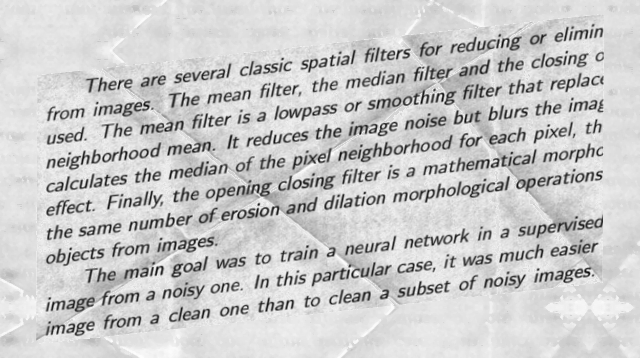 There are several classic spatial filters for reducing or elimin
from images. The mean filter, the median filter and the closing o
used. The mean filter is a lowpass or smoothing filter that replace
neighborhood mean. It reduces the image noise but blurs the imag
calculates the median of the pixel neighborhood for each pixel, th
effect. Finally, the opening closing filter is a mathematical morpho
the same number of erosion and dilation morphological operations
objects from images.
The main goal was to train a neural network in a supervised
image from a noisy one. In this particular case, it was much easier
image from a clean one than to clean a subset of noisy images.